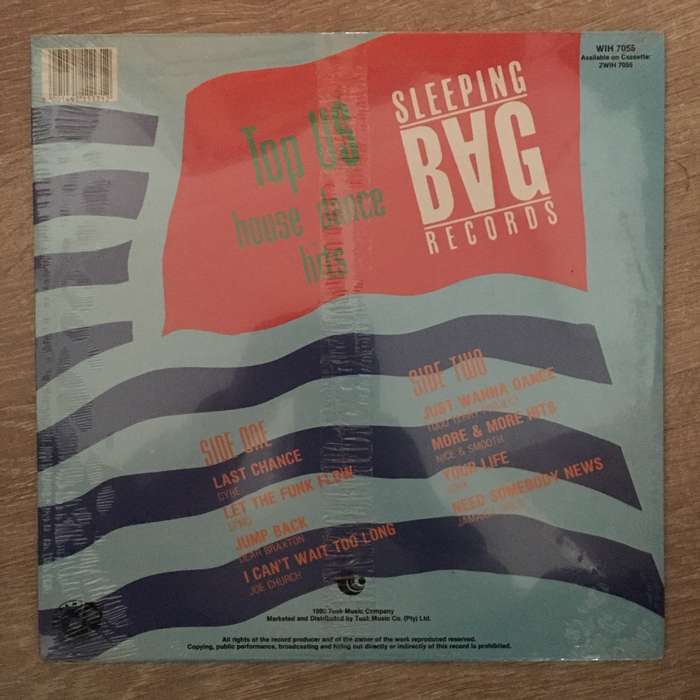 WIH 7055
Available on Cassette:
ZWIH 7055
SLEEPING
BAG
RECORDS
Top US
house dance
hits
SIDE ONE
LAST CHANCE
LET THE FUNK FLOW
JUMP BACK
BRAXTON
I CAN'T WAIT TOO LONG
JOE CHURCH
SIDE TWO
JUST WANNA DANCE
MORE & MORE HITS
NICE & SMOOTH
YOUR LIFE
NEED SOMEBODY NEWS
Tusk Music Company
Marketed and Distributed by Tusk Music Co. (Pty) Ltd.
All rights of the record producer and of the owner of the work reproduced reserved.
Copying, public performance, broadcasting and hiring out directly or indirectly of this record is prohibited.